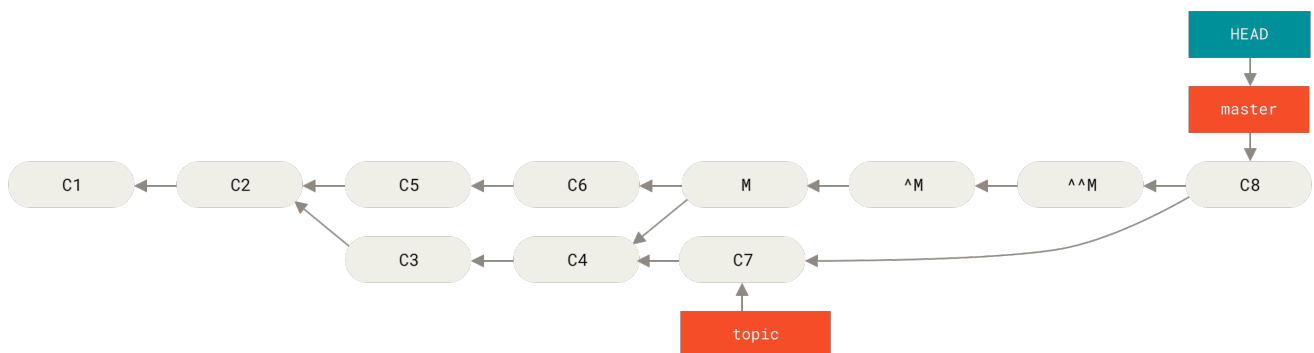 HEAD
master
C1 C2 C5 C6 M ^M ^^M C8
C3 C4 C7
topic